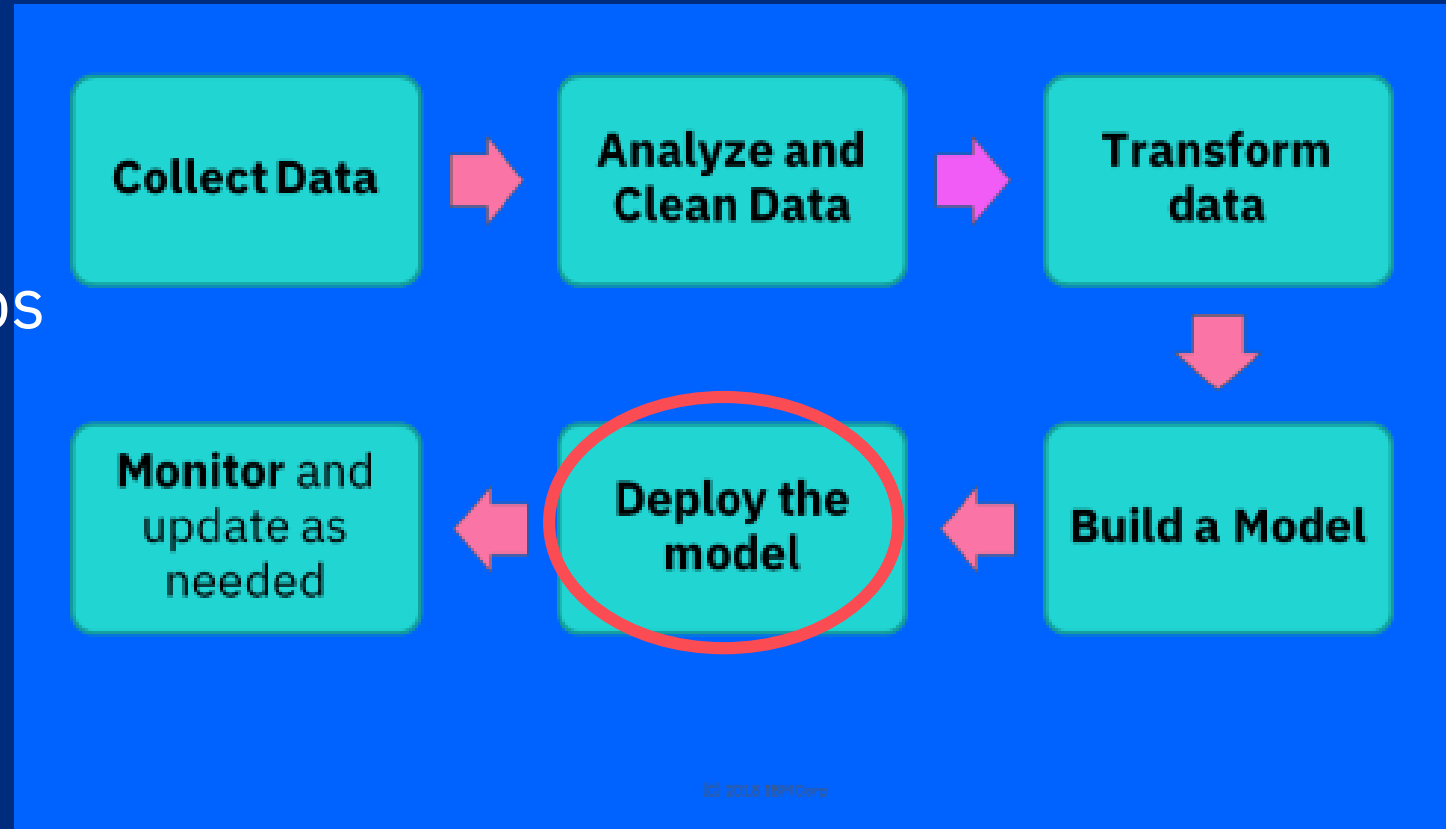 Collect Data
Analyze and
Clean Data
Transform
data
Build a Model
Deploy the
model
Monitor and
update as
needed